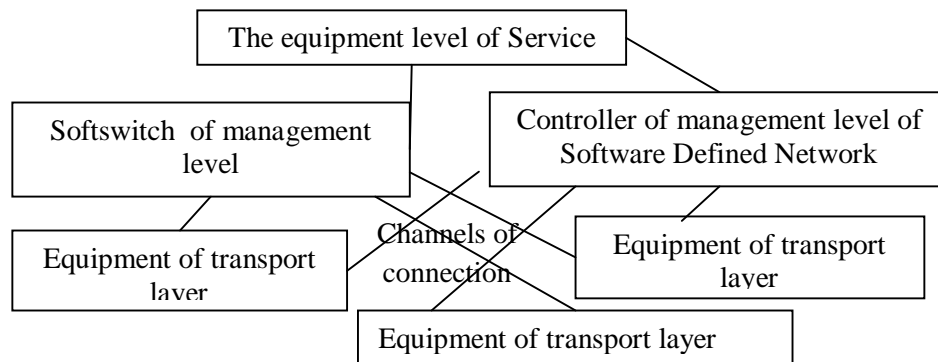 The equipment level of Service
Softswitch of management
level
Controller of management level of
Software Defined Network
Channels of
connection
Equipment of transport
layer
Equipment of transport
layer
Equipment of transport layer